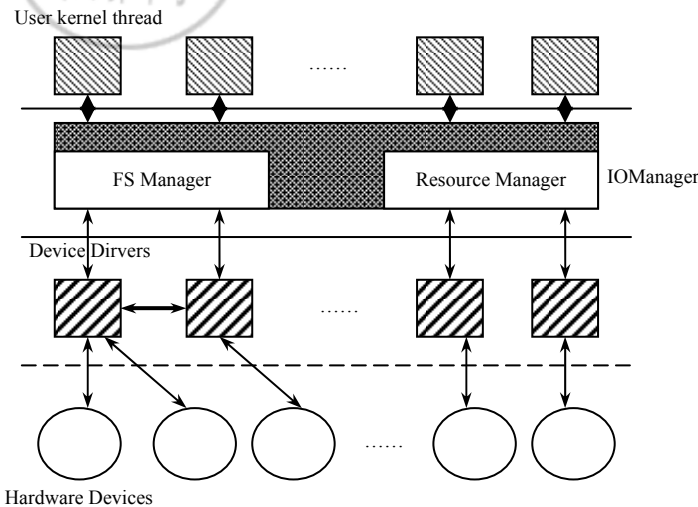 User kernel thread
......
FS Manager
Resource Manager
IOManager
Device Dirvers
......
......
Hardware Devices